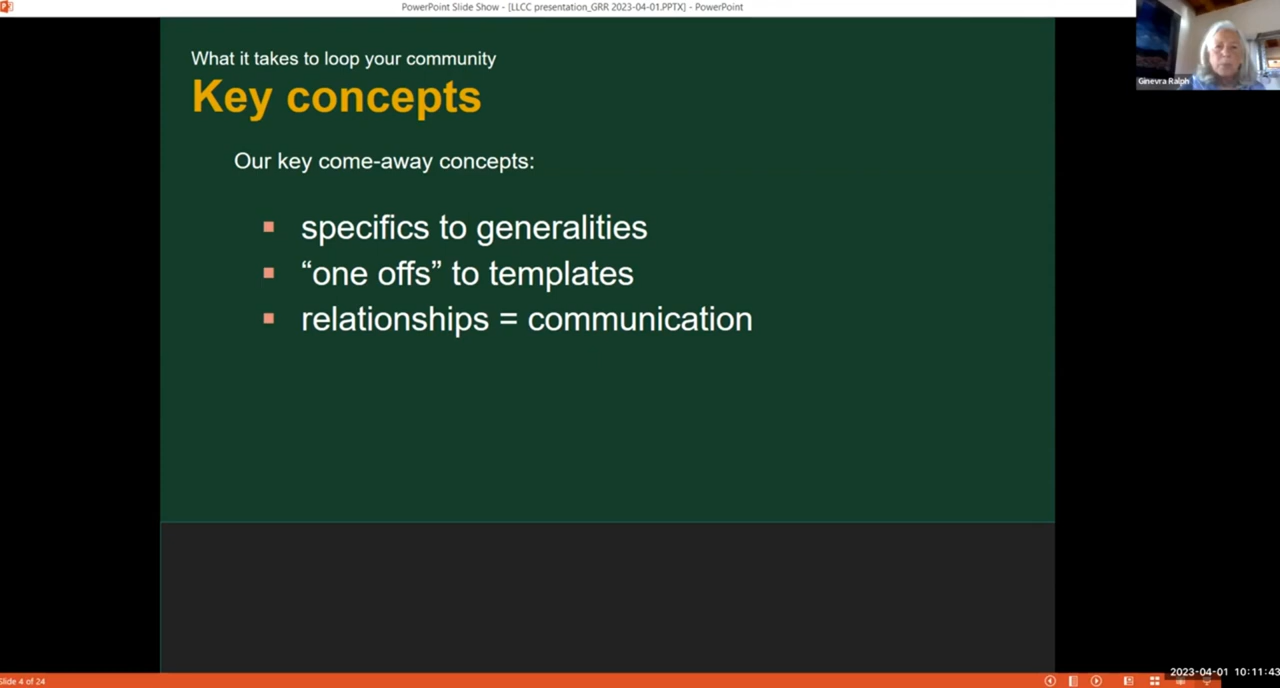 PowerPoint Slide Show - [LLCC presentation_GRR 2023-04-01.PPTX] - PowerPoint
Ginevra Ralph
What it takes to loop your community
Key concepts
Our key come-away concepts:
specifics to generalities
“one offs” to templates
relationships = communication
Slide 4 of 24
2023-04-01 10:11:43